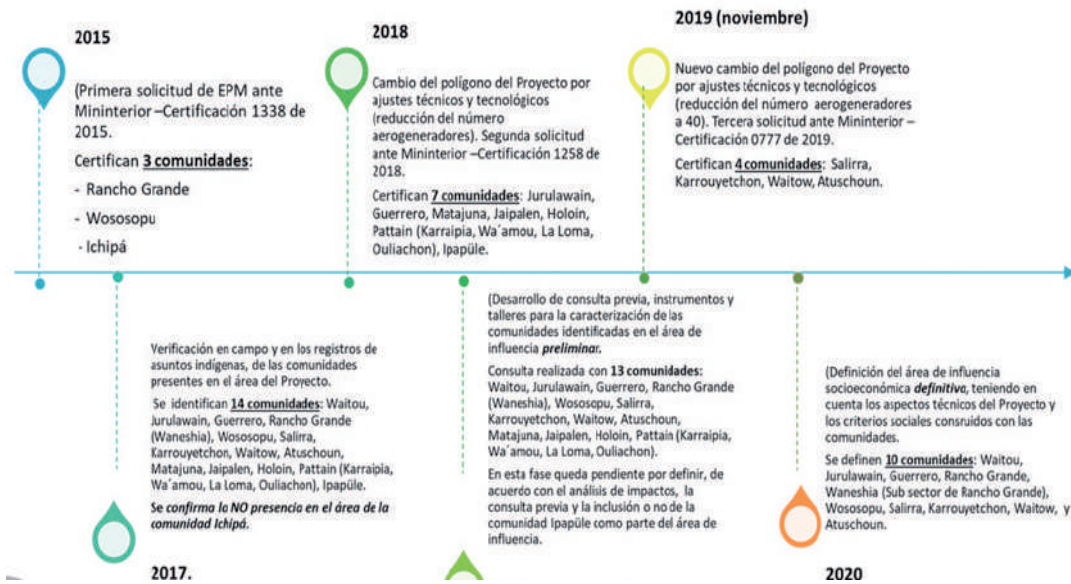 2015
(Primera solicitud de EPM ante
Mininterior –Certificación 1338 de
2015.
Certifican 3 comunidades:
- Rancho Grande
- Wososopu
- Ichipá
2018
Cambio del polígono del Proyecto por
ajustes técnicos y tecnológicos
(reducción del número
aerogeneradores). Segunda solicitud
ante Mininterior –Certificación 1258 de
2018.
Certifican 7 comunidades: Jurulawain,
Guerrero, Matajuna, Jaipalen, Holoin,
Pattain (Karraipia, Wa´amou, La Loma,
Ouliachon), Ipapüle.
2019 (noviembre)
Nuevo cambio del polígono del Proyecto
por ajustes técnicos y tecnológicos
(reducción del número aerogeneradores
a 40). Tercera solicitud ante Mininterior –
Certificación 0777 de 2019.
Certifican 4 comunidades: Salirra,
Karrouyetchon, Waitow, Atuschoun.
Verificación en campo y en los registros de
asuntos indígenas, de las comunidades
presentes en el área del Proyecto.
Se identifican 14 comunidades: Waitou,
Jurulawain, Guerrero, Rancho Grande
(Waneshia), Wososopu, Salirra,
Karrouyetchon, Waitow, Atuschoun,
Matajuna, Jaipalen, Holoin, Pattain (Karraipia,
Wa´amou, La Loma, Ouliachon), Ipapüle.
Se confirma la NO presencia en el área de la
comunidad Ichipá.
2017.
(Desarrollo de consulta previa, instrumentos y
talleres para la caracterización de las
comunidades identificadas en el área de
influencia preliminar.
Consulta realizada con 13 comunidades:
Waitou, Jurulawain, Guerrero, Rancho Grande
(Waneshia), Wososopu, Salirra,
Karrouyetchon, Waitow, Atuschoun,
Matajuna, Jaipalen, Holoin, Pattain (Karraipia,
Wa´amou, La Loma, Ouliachon).
En esta fase queda pendiente por definir, de
acuerdo con el análisis de impactos, la
consulta previa y la inclusión o no de la
comunidad Ipapüle como parte del área de
influencia.
(Definición del área de influencia
socioeconómica definitiva, teniendo en
cuenta los aspectos técnicos del Proyecto y
los criterios sociales consruidos con las
comunidades.
Se definen 10 comunidades: Waitou,
Jurulawain, Guerrero, Rancho Grande,
Waneshia (Sub sector de Rancho Grande),
Wososopu, Salirra, Karrouyetchon, Waitow, y
Atuschoun.
2020